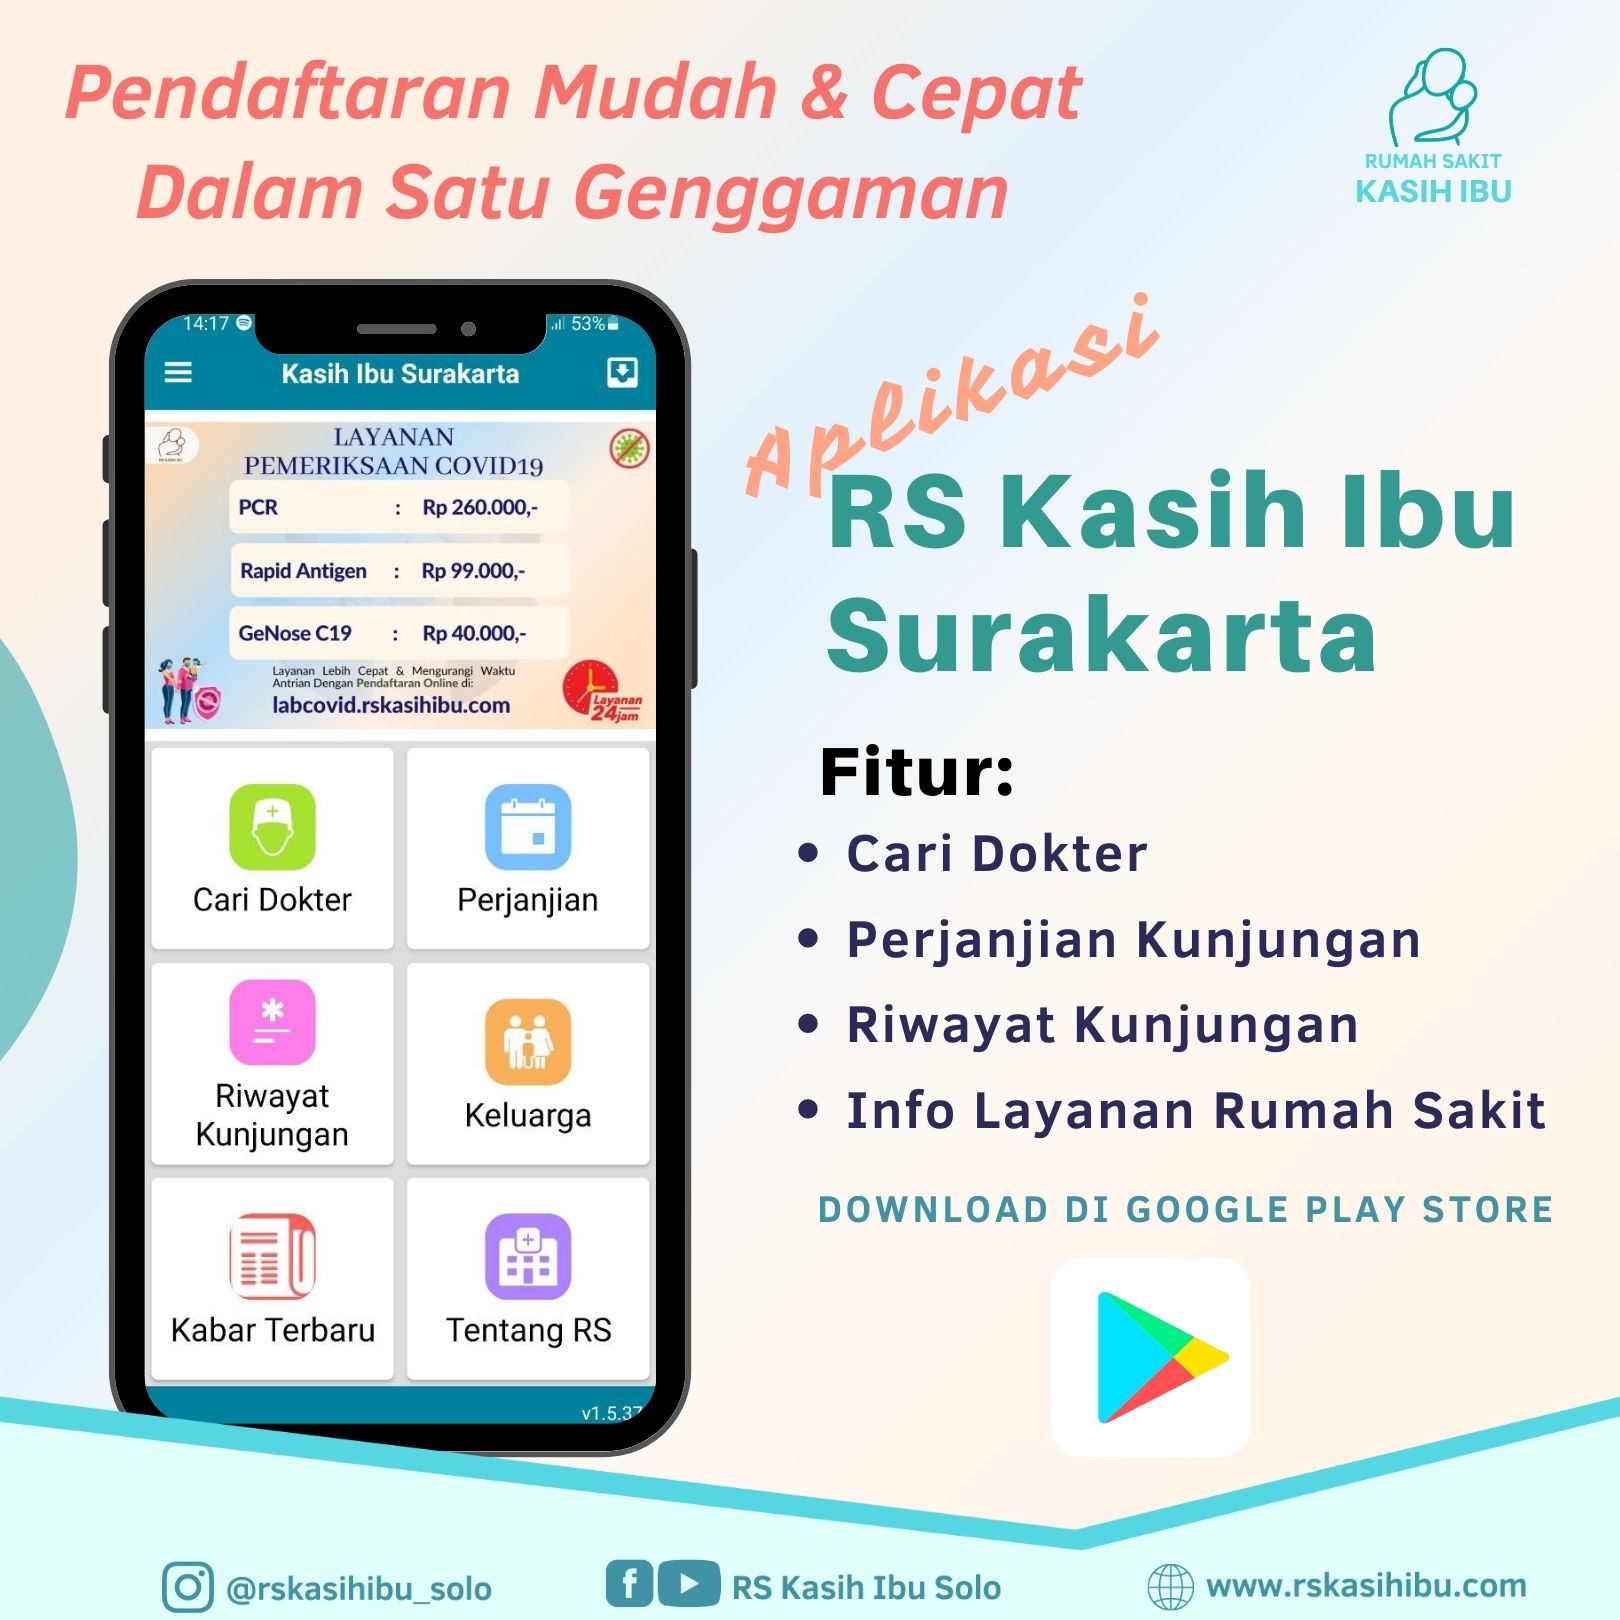 Pendaftaran Mudah & Cepat
Dalam Satu Genggaman
RUMAH SAKIT
KASIH IBU
14:17
53%
Kasih Ibu Surakarta
LAYANAN
PEMERIKSAAN COVID19
PCR : Rp 260.000,-
Rapid Antigen : Rp 99.000,-
GeNose C19 : Rp 40.000,-
Layanan Lebih Cepat & Mengurangi Waktu
Antrian Dengan Pendaftaran Online di:
labcovid.rskasihibu.com
Layanan
24jam
Cari Dokter
Perjanjian
Riwayat
Kunjungan
Keluarga
Kabar Terbaru
Tentang RS
v1.5.37
Aplikasi
RS Kasih Ibu
Surakarta
Fitur:
• Cari Dokter
• Perjanjian Kunjungan
• Riwayat Kunjungan
• Info Layanan Rumah Sakit
DOWNLOAD DI GOOGLE PLAY STORE
@rskasihibu_solo
RS Kasih Ibu Solo
www.rskasihibu.com